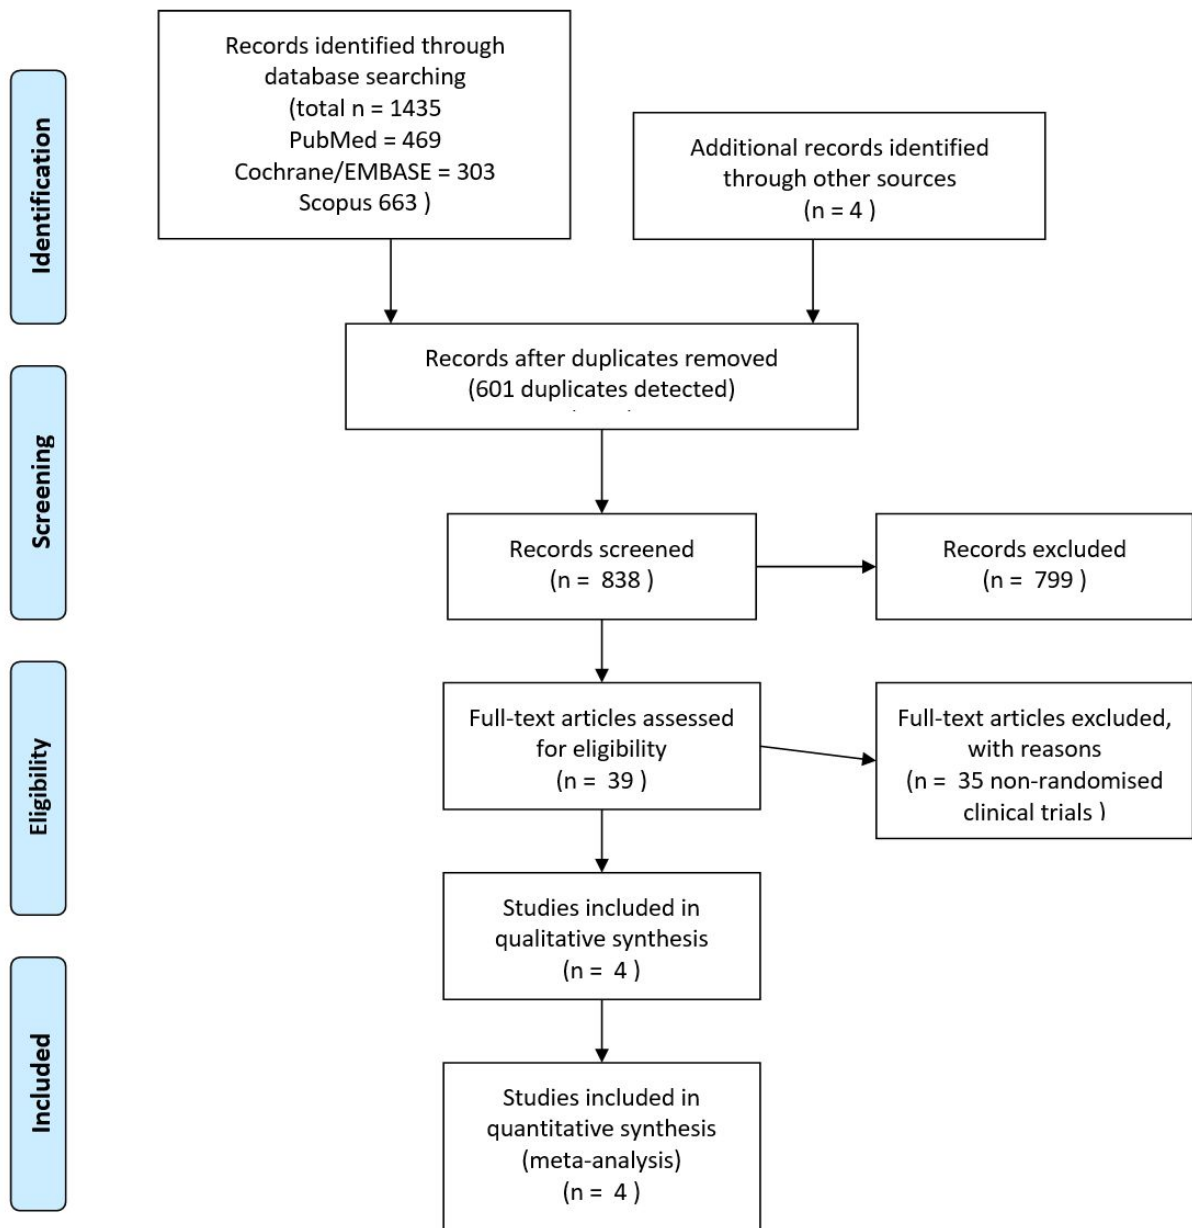 Identification
Records identified through
database searching
(total n = 1435
PubMed = 469
Cochrane/EMBASE = 303
Scopus 663 )
Additional records identified
through other sources
(n = 4 )
Records after duplicates removed
(601 duplicates detected)
Screening
Records screened
(n = 838 )
Records excluded
(n = 799 )
Eligibility
Full-text articles assessed
for eligibility
(n = 39 )
Full-text articles excluded,
with reasons
(n = 35 non-randomised
clinical trials )
Studies included in
qualitative synthesis
(n = 4 )
Included
Studies included in
quantitative synthesis
(meta-analysis)
(n = 4 )